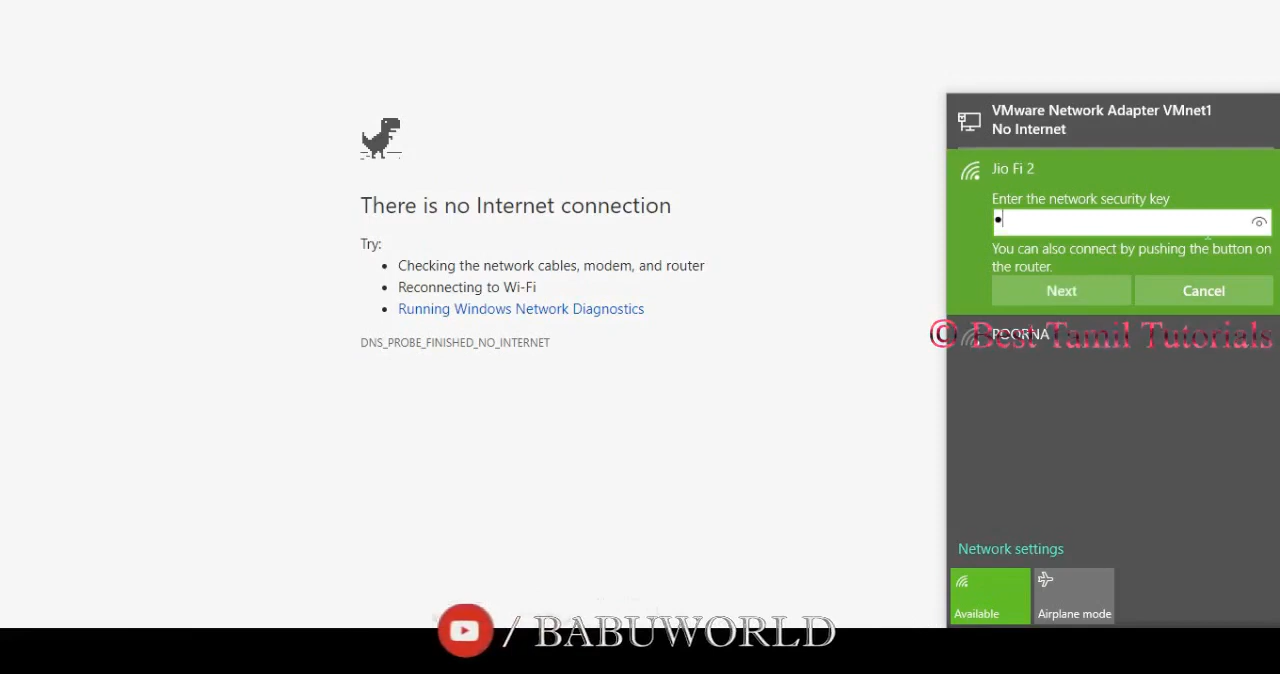 There is no Internet connection
Try:
Checking the network cables, modem, and router
Reconnecting to Wi-Fi
Running Windows Network Diagnostics
DNS_PROBE_FINISHED_NO_INTERNET
VMware Network Adapter VMnet1
No Internet
Jio Fi 2
Enter the network security key
You can also connect by pushing the button on
the router.
Next Cancel
POORNA
© Best Tamil Tutorials
Network settings
Available
Airplane mode
/ BABUWORLD